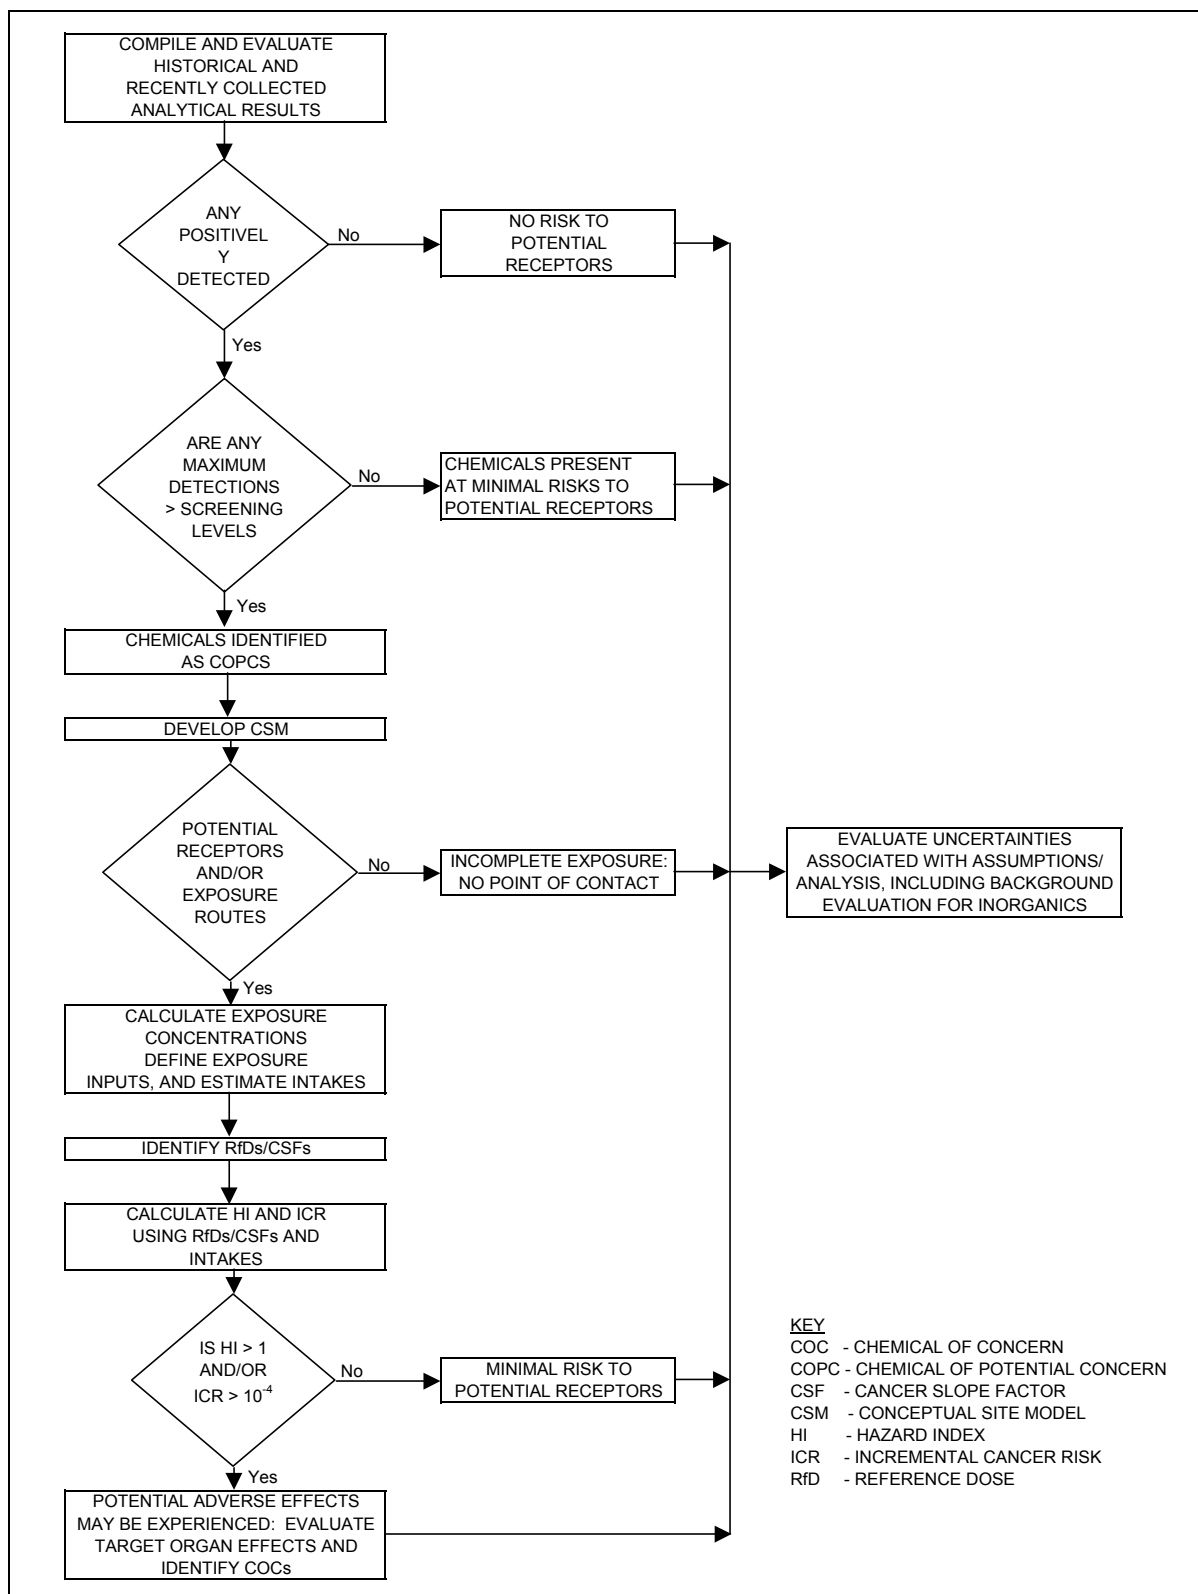 COMPILE AND EVALUATE
HISTORICAL AND
RECENTLY COLLECTED
ANALYTICAL RESULTS
ANY
POSITIVEL
Y
DETECTED
No
NO RISK TO
POTENTIAL
RECEPTORS
Yes
ARE ANY
MAXIMUM
DETECTIONS
> SCREENING
LEVELS
No
CHEMICALS PRESENT
AT MINIMAL RISKS TO
POTENTIAL RECEPTORS
Yes
CHEMICALS IDENTIFIED
AS COPCS
DEVELOP CSM
POTENTIAL
RECEPTORS
AND/OR
EXPOSURE
ROUTES
No
INCOMPLETE EXPOSURE:
NO POINT OF CONTACT
EVALUATE UNCERTAINTIES
ASSOCIATED WITH ASSUMPTIONS/
ANALYSIS, INCLUDING BACKGROUND
EVALUATION FOR INORGANICS
Yes
CALCULATE EXPOSURE
CONCENTRATIONS
DEFINE EXPOSURE
INPUTS, AND ESTIMATE INTAKES
IDENTIFY RfDs/CSFs
CALCULATE HI AND ICR
USING RfDs/CSFs AND
INTAKES
IS HI > 1
AND/OR
ICR > 10⁻⁴
No
MINIMAL RISK TO
POTENTIAL RECEPTORS
Yes
POTENTIAL ADVERSE EFFECTS
MAY BE EXPERIENCED: EVALUATE
TARGET ORGAN EFFECTS AND
IDENTIFY COCs
KEY
COC - CHEMICAL OF CONCERN
COPC - CHEMICAL OF POTENTIAL CONCERN
CSF - CANCER SLOPE FACTOR
CSM - CONCEPTUAL SITE MODEL
HI - HAZARD INDEX
ICR - INCREMENTAL CANCER RISK
RfD - REFERENCE DOSE